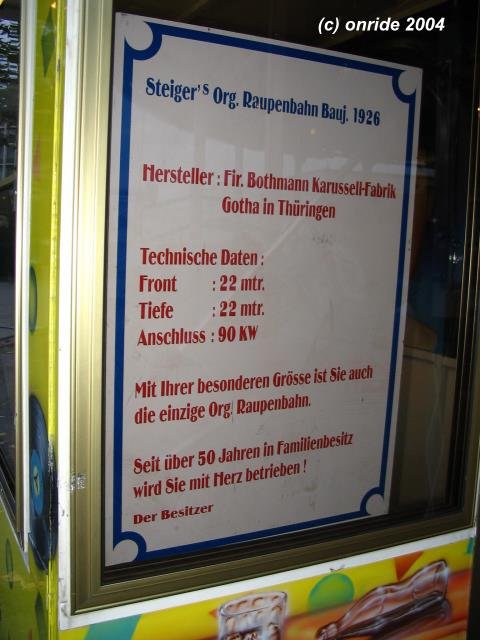 (c) onride 2004
Steiger's Org. Raupenbahn Bauj. 1926
Hersteller : Fir. Bothmann Karussell-Fabrik
Gotha in Thüringen
Technische Daten :
Front : 22 mtr.
Tiefe : 22 mtr.
Anschluss : 90 KW
Mit Ihrer besonderen Grösse ist Sie auch
die einzige Org. Raupenbahn.
Seit über 50 Jahren in Familienbesitz
wird Sie mit Herz betrieben !
Der Besitzer